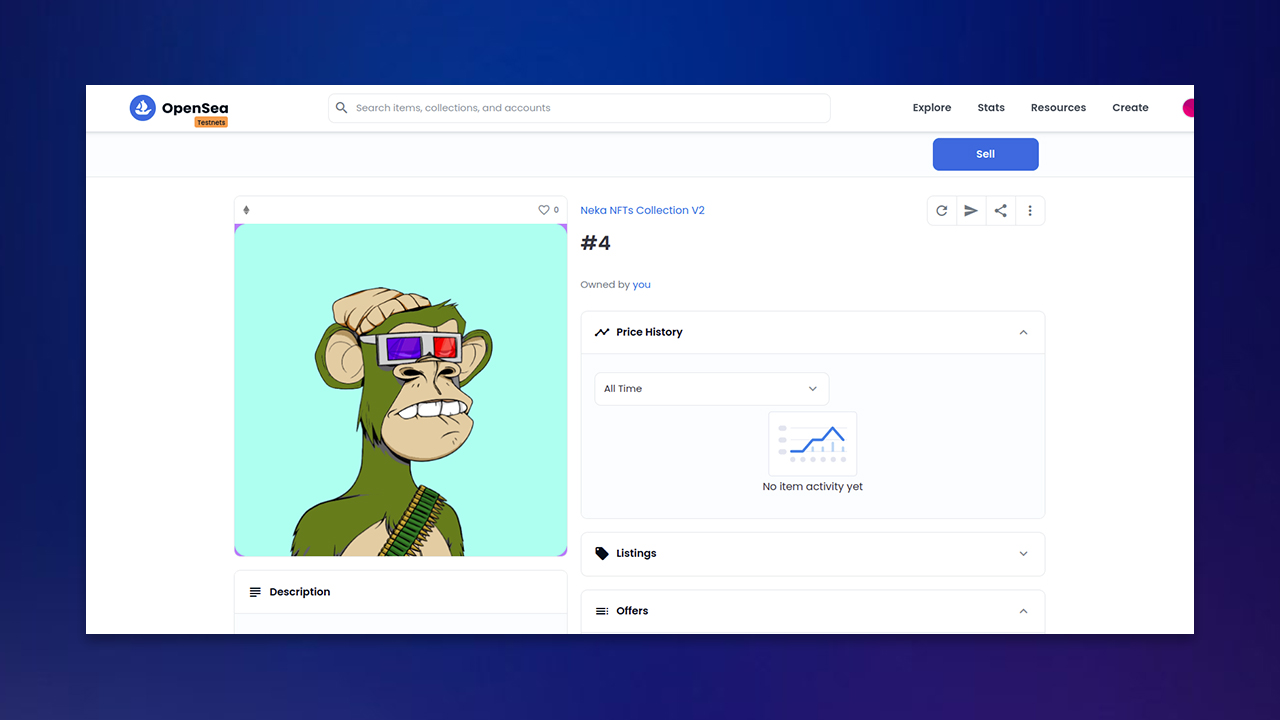 OpenSea
Testnets
Search items, collections, and accounts
Explore
Stats
Resources
Create
Sell
0
Neka NFTs Collection V2
#4
Owned by you
Price History
All Time
No item activity yet
Listings
Description
Offers